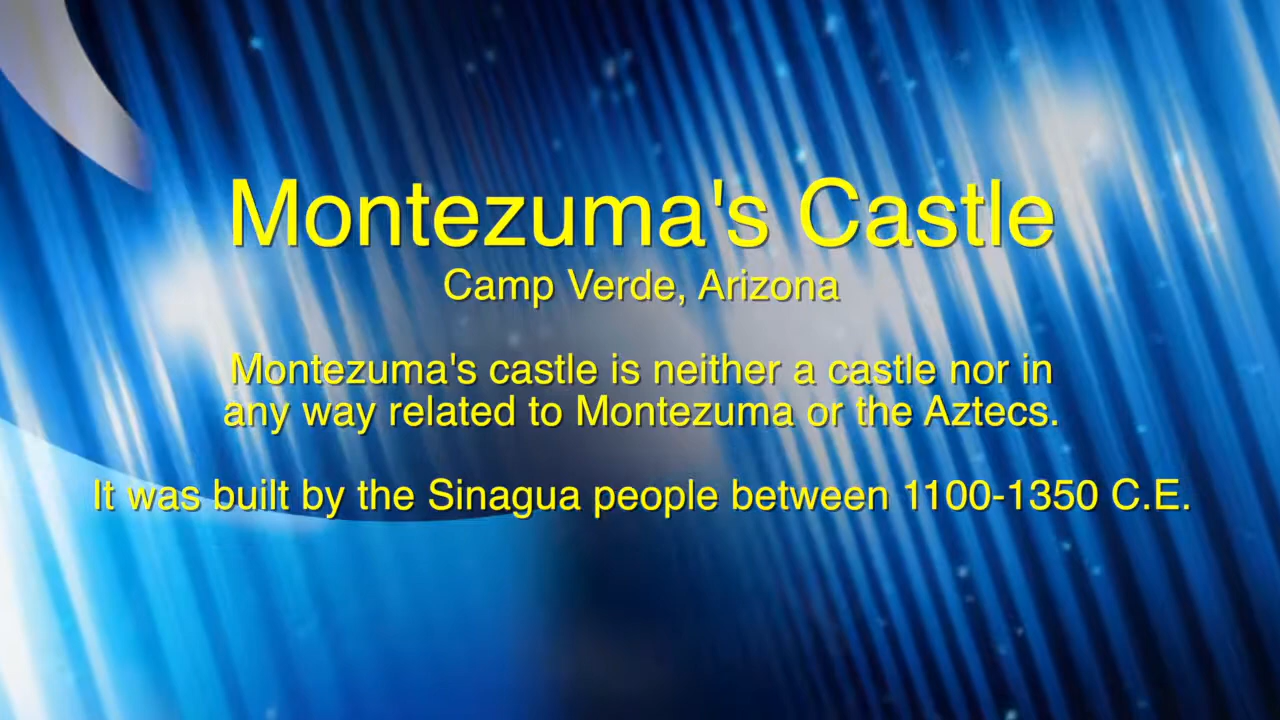 Montezuma's Castle
Camp Verde, Arizona
Montezuma's castle is neither a castle nor in
any way related to Montezuma or the Aztecs.
It was built by the Sinagua people between 1100-1350 C.E.